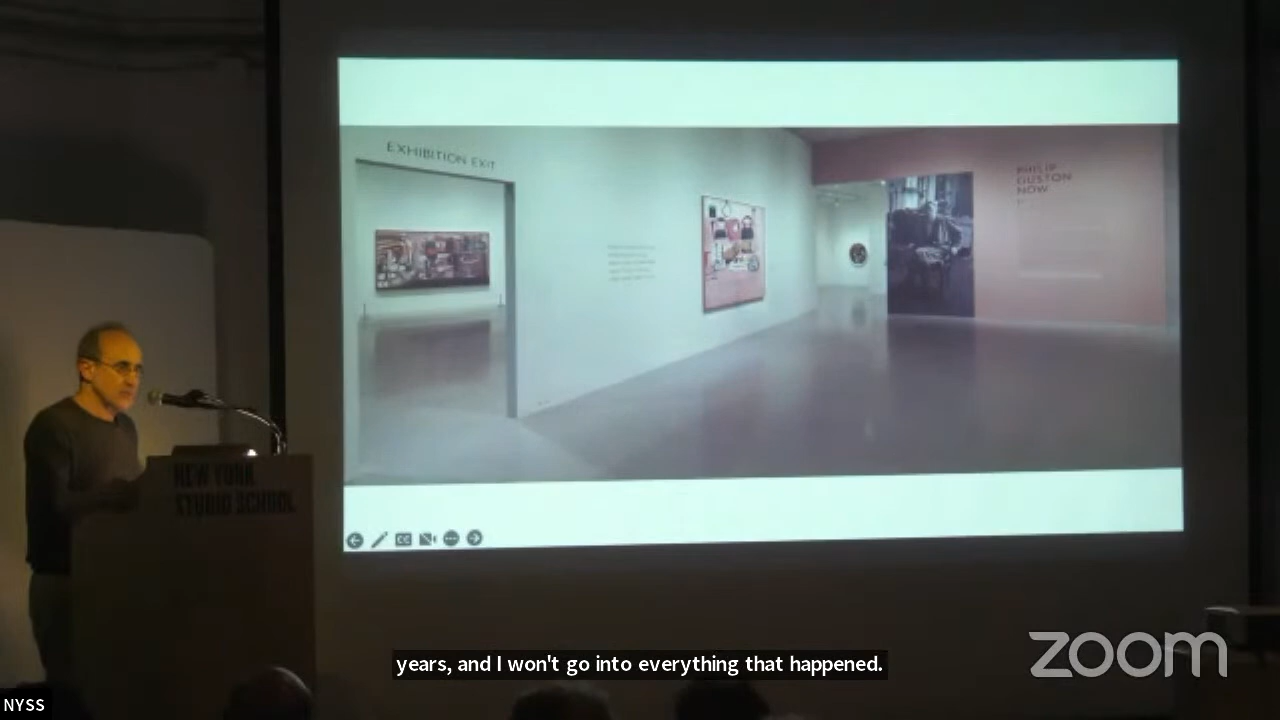 EXHIBITION EXIT
PHILIP
GUSTON
NOW
NEW YORK
STUDIO SCHOOL
CC
years, and I won't go into everything that happened.
zoom
NYSS